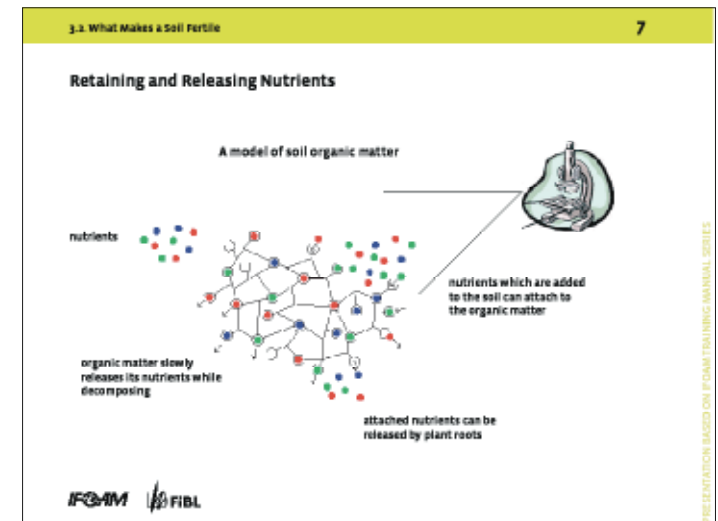 3.2. What Makes a Soil Fertile
7
Retaining and Releasing Nutrients
A model of soil organic matter
nutrients
nutrients which are added
to the soil can attach to
the organic matter
organic matter slowly
releases its nutrients while
decomposing
attached nutrients can be
released by plant roots
IFOAM
FiBL
PRESENTATION BASED ON IFOAM TRAINING MANUAL SERIES